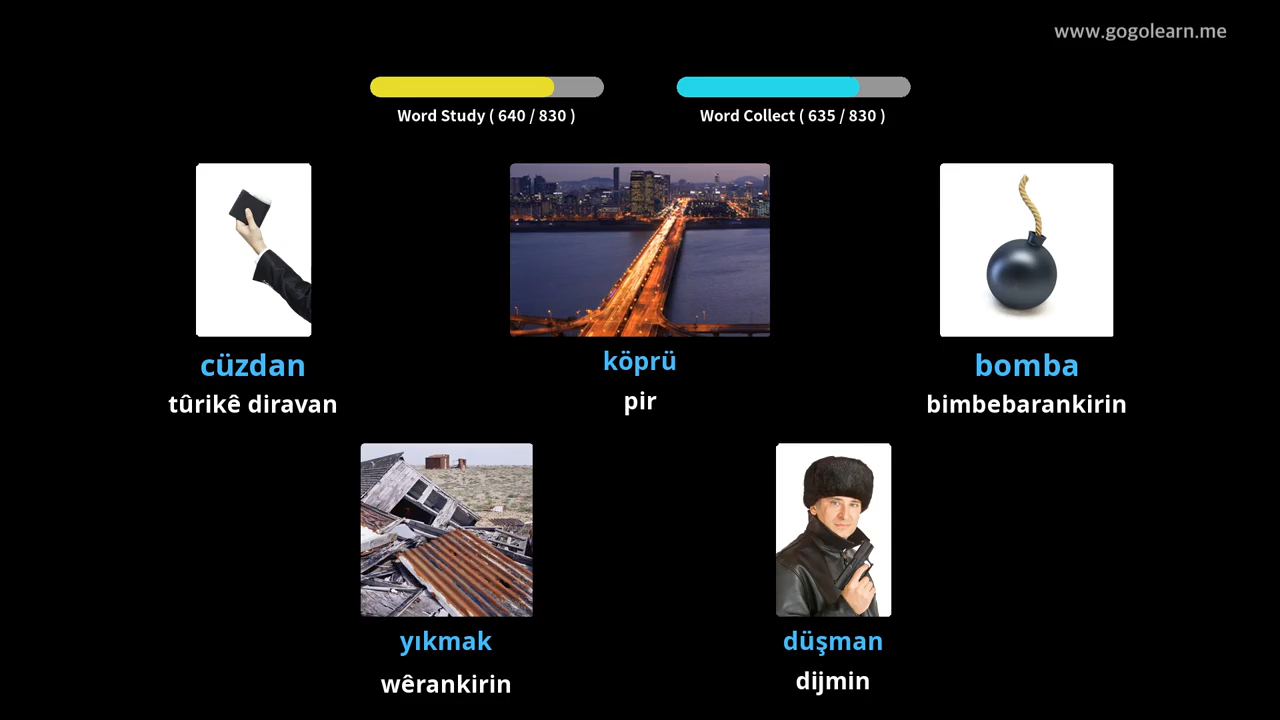 www.gogolearn.me
Word Study ( 640 / 830 )
Word Collect ( 635 / 830 )
cüzdan
tûrikê diravan
köprü
pir
bomba
bimbebarankirin
yıkmak
wêrankirin
düşman
dijmin